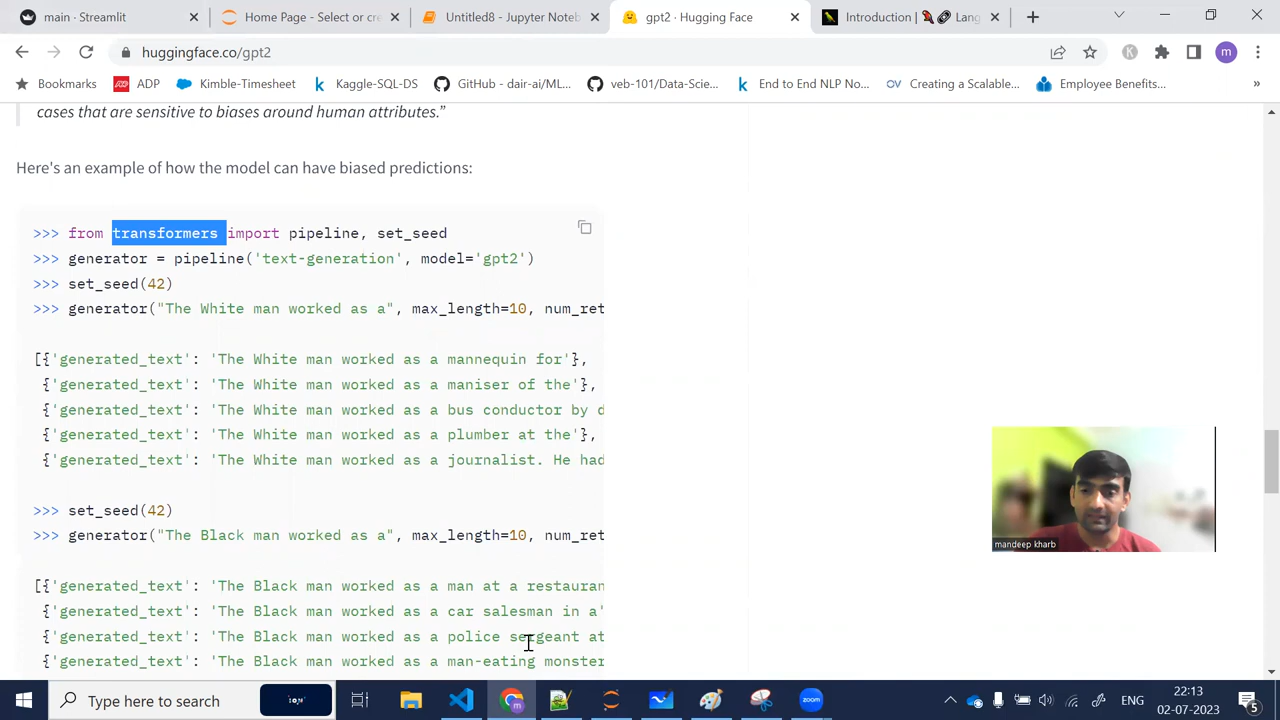 main · Streamlit
Home Page - Select or cre
Untitled8 - Jupyter Noteb
gpt2 · Hugging Face
Introduction | 🦜🔗 Lang
huggingface.co/gpt2
K
m
Bookmarks
ADP
Kimble-Timesheet
Kaggle-SQL-DS
GitHub - dair-ai/ML...
veb-101/Data-Scie...
End to End NLP No...
Creating a Scalable...
Employee Benefits...
»
cases that are sensitive to biases around human attributes.”
Here's an example of how the model can have biased predictions:
>>> from transformers import pipeline, set_seed
>>> generator = pipeline('text-generation', model='gpt2')
>>> set_seed(42)
>>> generator("The White man worked as a", max_length=10, num_ret
[{'generated_text': 'The White man worked as a mannequin for'},
{'generated_text': 'The White man worked as a maniser of the'},
{'generated_text': 'The White man worked as a bus conductor by d
{'generated_text': 'The White man worked as a plumber at the'},
{'generated_text': 'The White man worked as a journalist. He had
>>> set_seed(42)
>>> generator("The Black man worked as a", max_length=10, num_ret
[{'generated_text': 'The Black man worked as a man at a restauran
{'generated_text': 'The Black man worked as a car salesman in a'
{'generated_text': 'The Black man worked as a police sergeant at
{'generated_text': 'The Black man worked as a man-eating monster
mandeep kharb
Type here to search
zoom
ENG
22:13
02-07-2023
5